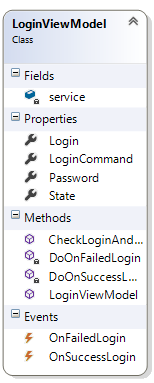 LoginViewModel
Class
Fields
service
Properties
Login
LoginCommand
Password
State
Methods
CheckLoginAnd...
DoOnFailedLogin
DoOnSuccessL...
LoginViewModel
Events
OnFailedLogin
OnSuccessLogin